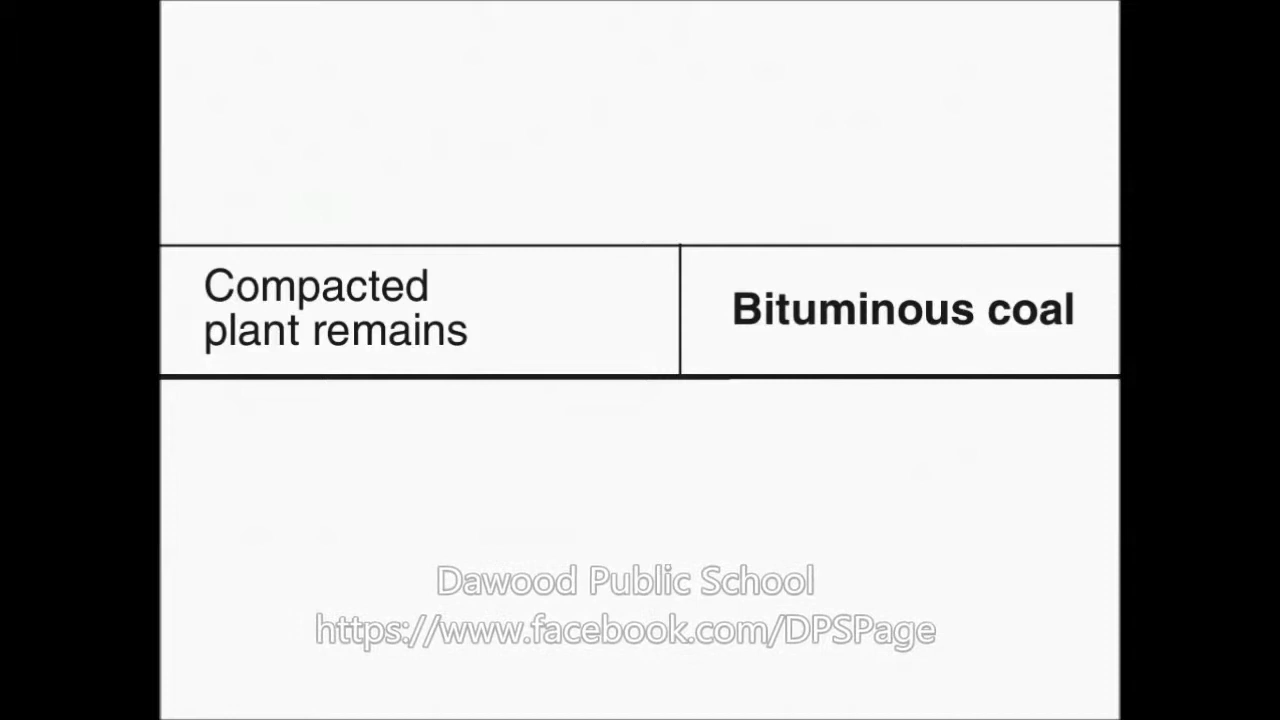 Compacted
plant remains
Bituminous coal
Dawood Public School
https://www.facebook.com/DPSPage